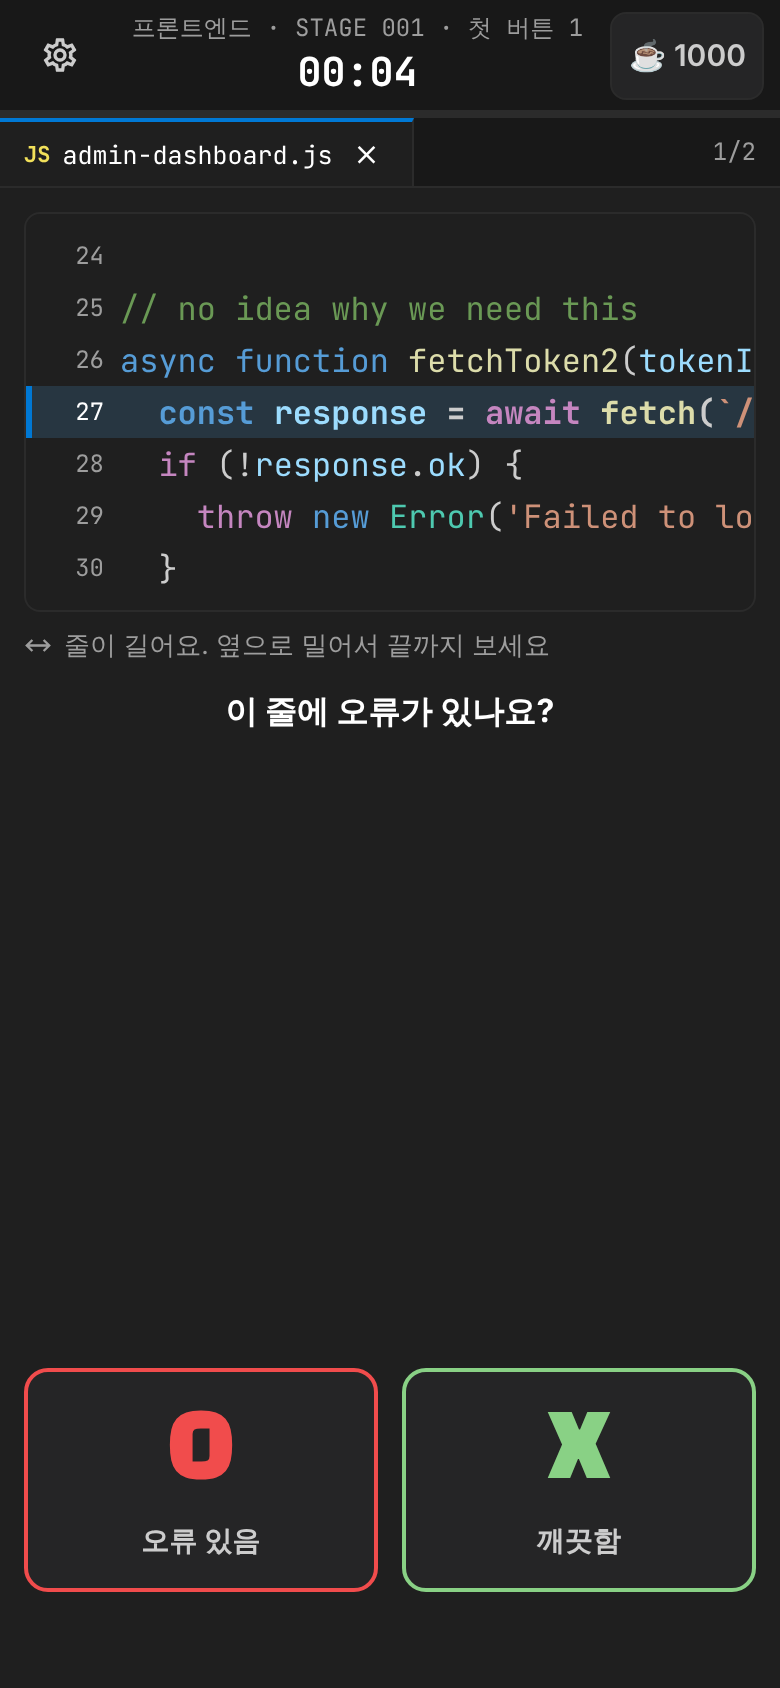 프론트엔드 · STAGE 001 · 첫 버튼 1
00:04
☕ 1000
JS admin-dashboard.js ×
1/2
24
25 // no idea why we need this
26 async function fetchToken2(tokenI
27 const response = await fetch(`/
28 if (!response.ok) {
29 throw new Error('Failed to lo
30 }
↔ 줄이 길어요. 옆으로 밀어서 끝까지 보세요
이 줄에 오류가 있나요?
O
오류 있음
X
깨끗함